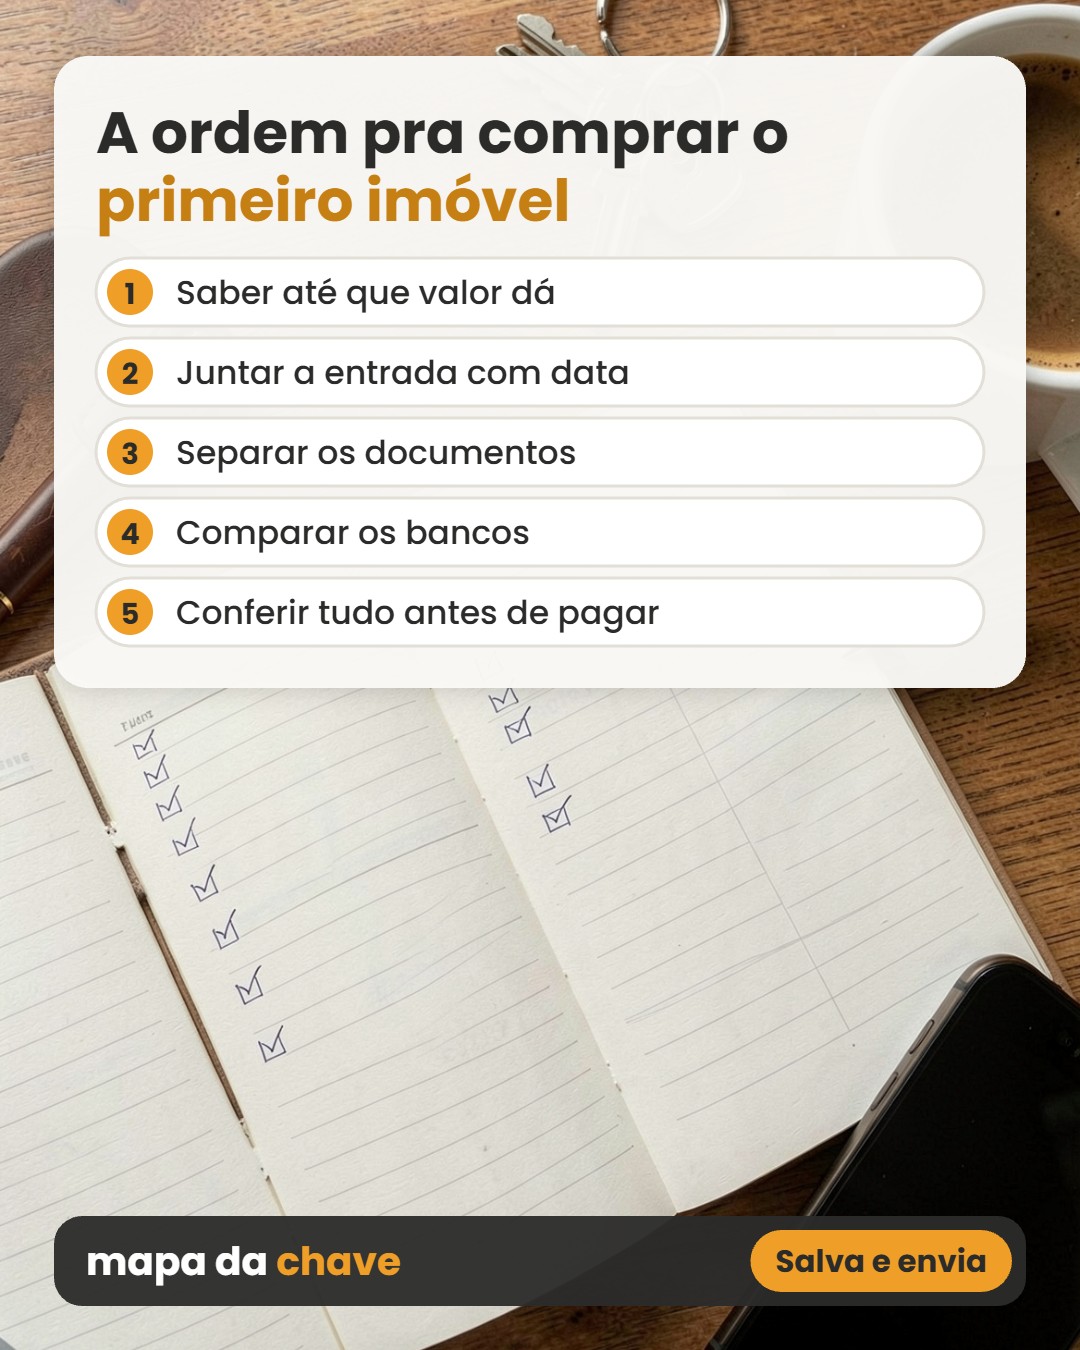 A ordem pra comprar o
primeiro imóvel
1 Saber até que valor dá
2 Juntar a entrada com data
3 Separar os documentos
4 Comparar os bancos
5 Conferir tudo antes de pagar
mapa da chave
Salva e envia